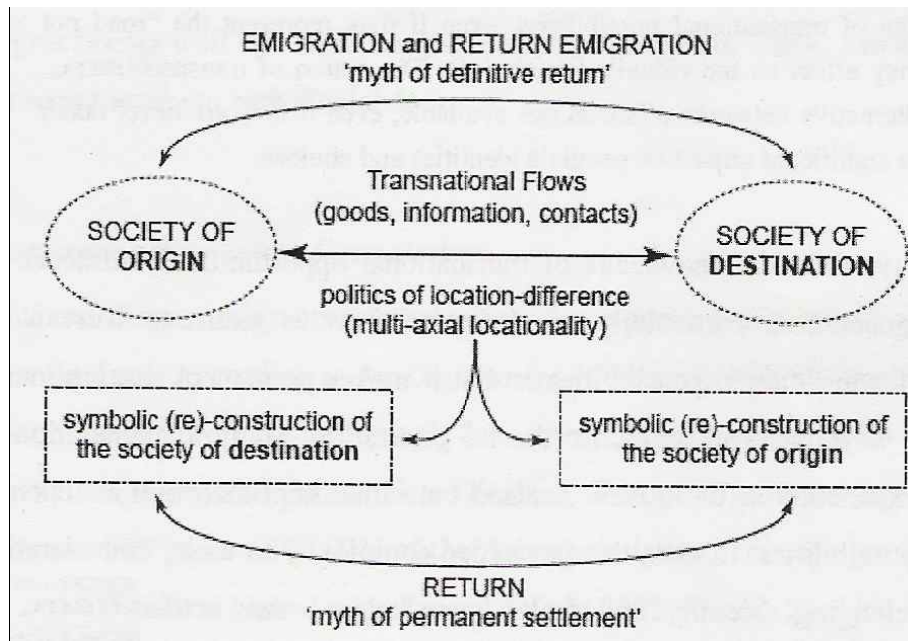 EMIGRATION and RETURN EMIGRATION
'myth of definitive return'
Transnational Flows
(goods, information, contacts)
SOCIETY OF
ORIGIN
SOCIETY OF
DESTINATION
politics of location-difference
(multi-axial locationality)
symbolic (re)-construction of
the society of destination
symbolic (re)-construction of
the society of origin
RETURN
'myth of permanent settlement'